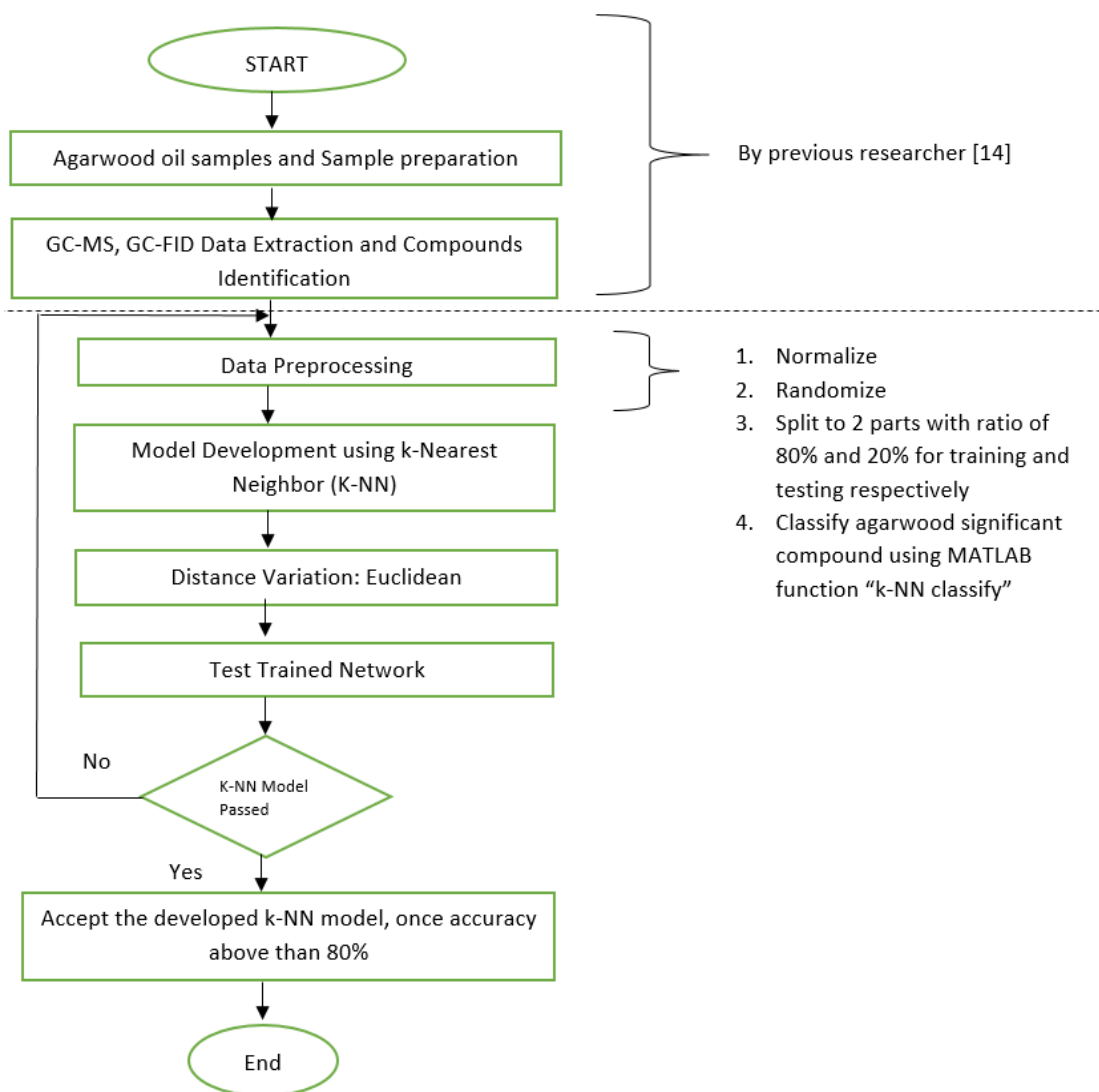 START
Agarwood oil samples and Sample preparation
By previous researcher [14]
GC-MS, GC-FID Data Extraction and Compounds
Identification
Data Preprocessing
1. Normalize
2. Randomize
3. Split to 2 parts with ratio of
80% and 20% for training and
testing respectively
4. Classify agarwood significant
compound using MATLAB
function “k-NN classify”
Model Development using k-Nearest
Neighbor (K-NN)
Distance Variation: Euclidean
Test Trained Network
No
K-NN Model
Passed
Yes
Accept the developed k-NN model, once accuracy
above than 80%
End